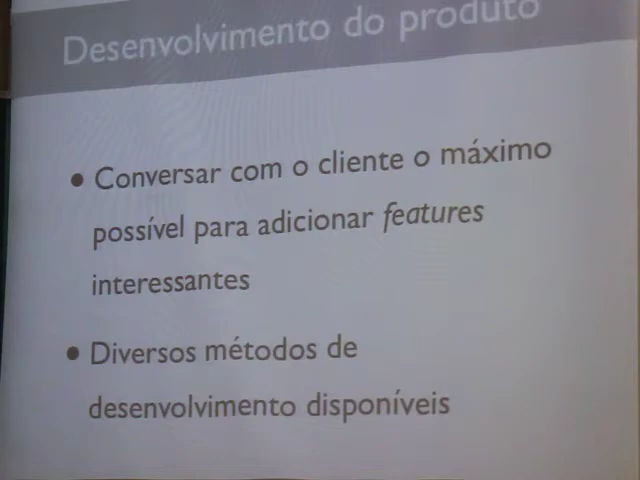 Desenvolvimento do produto
• Conversar com o cliente o máximo
possível para adicionar features
interessantes
• Diversos métodos de
desenvolvimento disponíveis